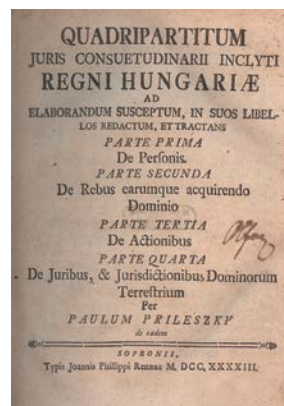 QUADRIPARTITUM
JURIS CONSUETUDINARII INCLYTI
REGNI HUNGARIÆ
AD
ELABORANDUM SUSCEPTUM, IN SUOS LIBEL-
LOS REDACTUM, ET TRACTANS
PARTE PRIMA
De Personis.
PARTE SECUNDA
De Rebus earumque acquirendo
Dominio
PARTE TERTIA
De Actionibus
PARTE QUARTA
De Juribus, & Jurisdictionibus Dominorum
Terrestrium
Per
PAULUM PRILESZKY
de eadem
SOPRONII,
Typis Joannis Phillippi Rennau M. DCC, XXXXIII.